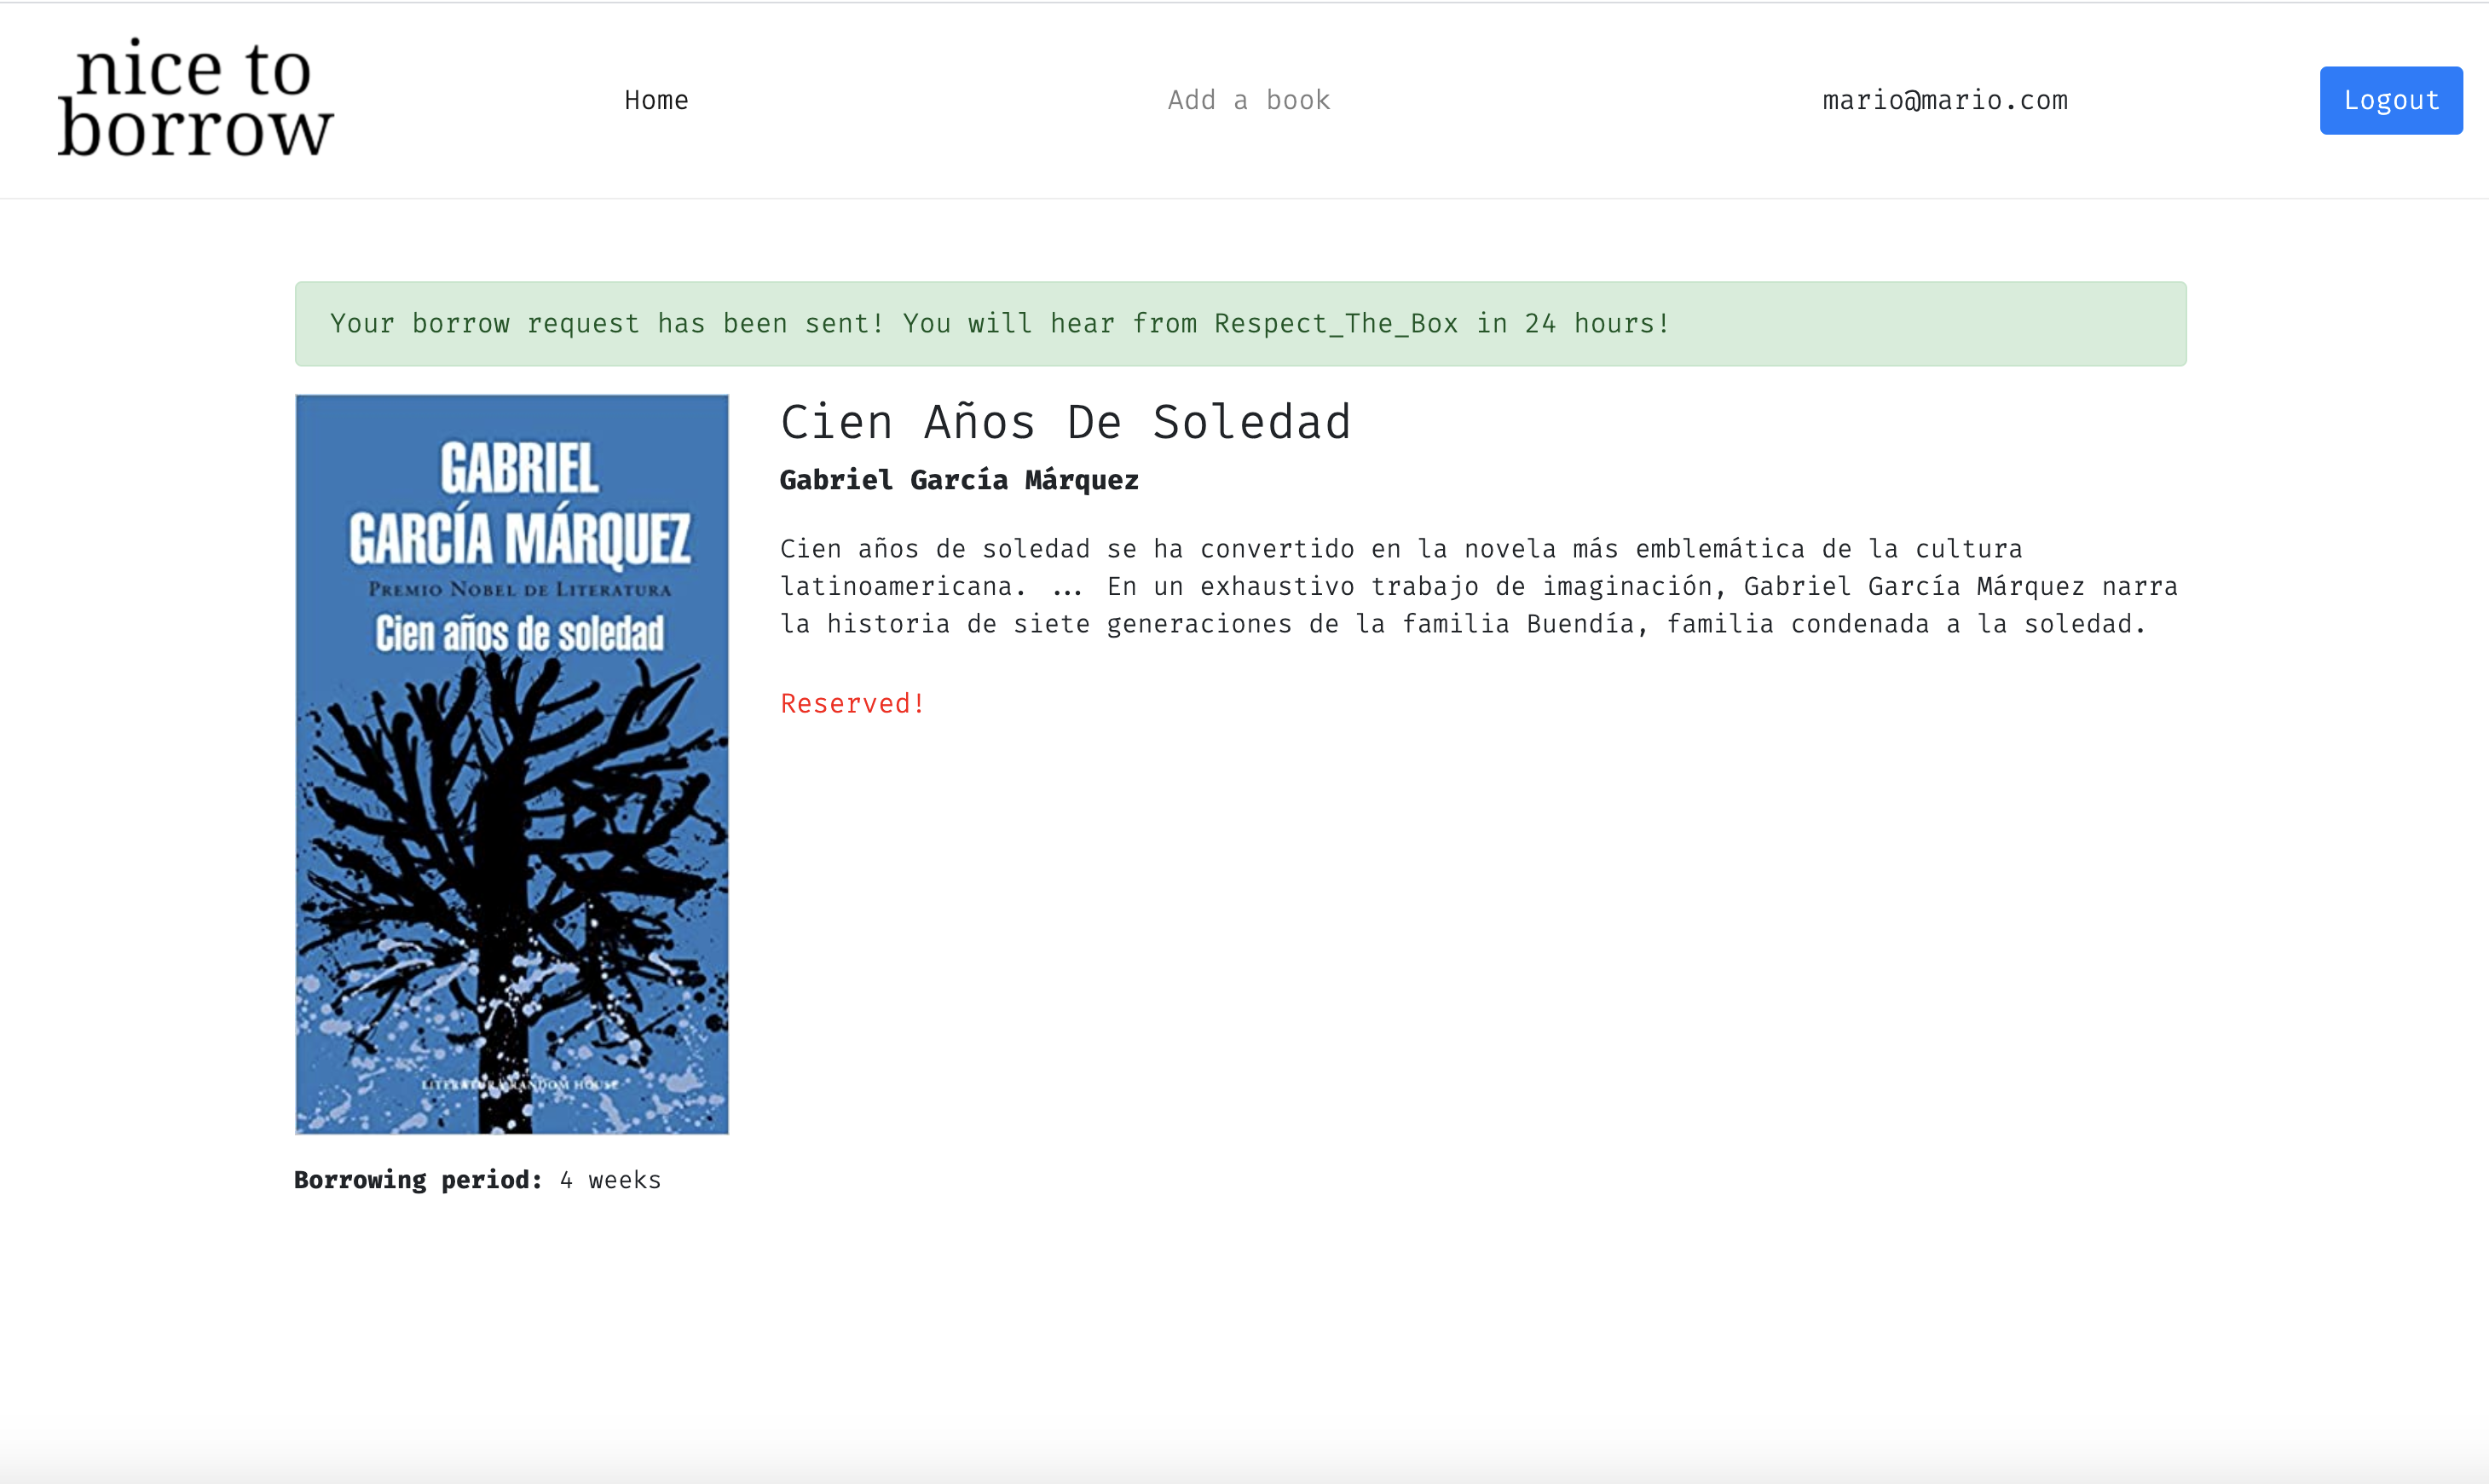 nice to
borrow
Home
Add a book
mario@mario.com
Logout
Your borrow request has been sent! You will hear from Respect_The_Box in 24 hours!
GABRIEL
GARCÍA MÁRQUEZ
PREMIO NOBEL DE LITERATURA
Cien años de soledad
LITERATURA RANDOM HOUSE
Cien Años De Soledad
Gabriel García Márquez
Cien años de soledad se ha convertido en la novela más emblemática de la cultura
latinoamericana. ... En un exhaustivo trabajo de imaginación, Gabriel García Márquez narra
la historia de siete generaciones de la familia Buendía, familia condenada a la soledad.
Reserved!
Borrowing period: 4 weeks